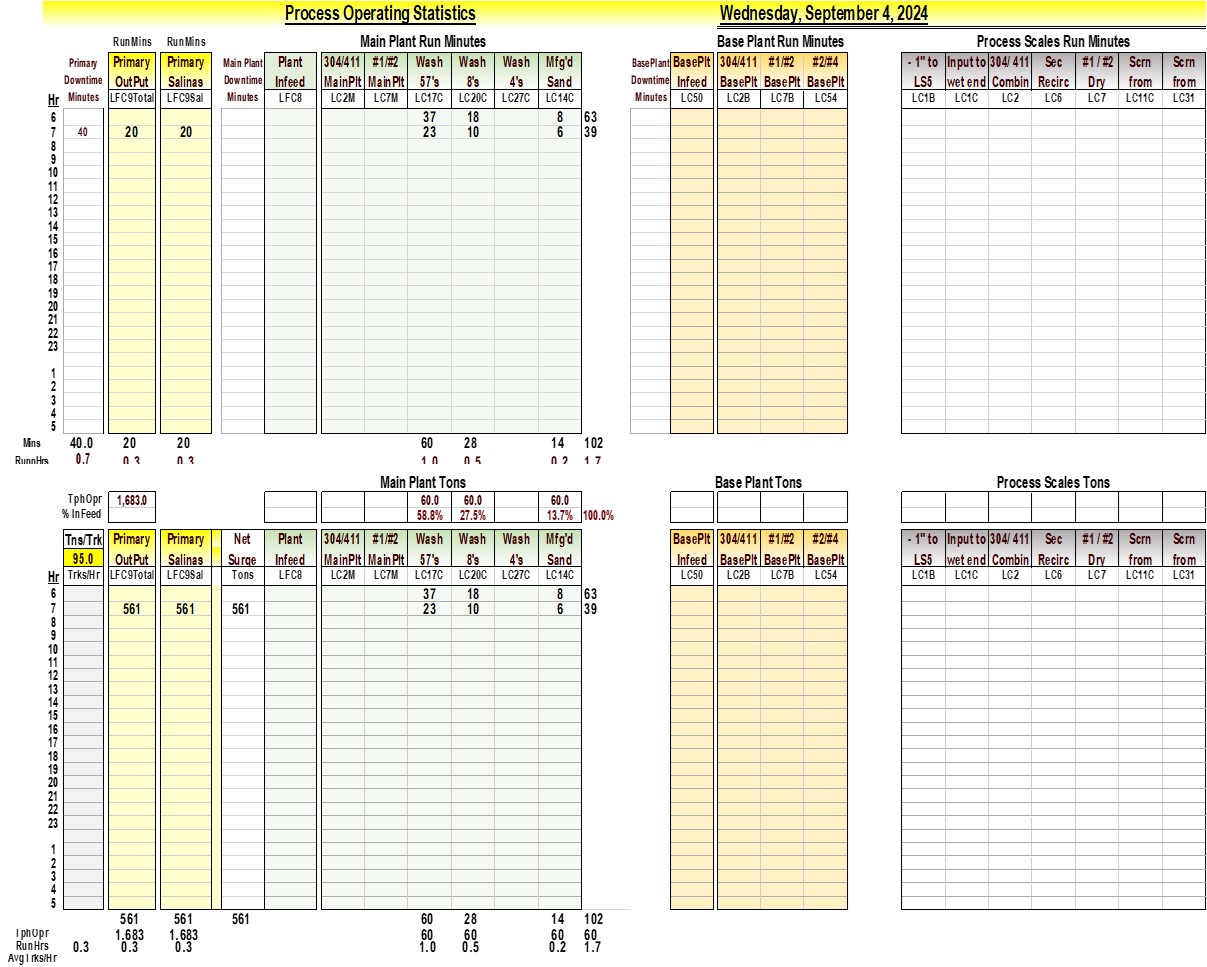 Process Operating Statistics Wednesday, September 4, 2024
RunMins RunMins Main Plant Run Minutes Base Plant Run Minutes Process Scales Run Minutes
Primary Primary Primary Main Plant Plant 304/411 #1/#2 Wash Wash Wash Mfg'd BasePlant BasePlt 304/411 #1/#2 #2/#4 - 1" to Input to 304/ 411 Sec #1 / #2 Scrn Scrn
Downtime OutPut Salinas Downtime Infeed MainPlt MainPlt 57's 8's 4's Sand Downtime Infeed BasePlt BasePlt BasePlt LS5 wet end Combin Recirc Dry from from
Hr Minutes LFC9Total LFC9Sal Minutes LFC8 LC2M LC7M LC17C LC20C LC27C LC14C Minutes LC50 LC2B LC7B LC54 LC1B LC1C LC2 LC6 LC7 LC11C LC31
6 37 18 8 63
7 40 20 20 23 10 6 39
8
9
10
11
12
13
14
15
16
17
18
19
20
21
22
23
1
2
3
4
5
Mins 40.0 20 20 60 28 14 102
RunnHrs 0.7 0.3 0.3 1.0 0.5 0.2 1.7
Main Plant Tons Base Plant Tons Process Scales Tons
TphOpr 1,683.0 60.0 60.0 60.0
% InFeed 58.8% 27.5% 13.7% 100.0%
Tns/Trk Primary Primary Net Plant 304/411 #1/#2 Wash Wash Wash Mfg'd BasePlt 304/411 #1/#2 #2/#4 - 1" to Input to 304/ 411 Sec #1 / #2 Scrn Scrn
95.0 OutPut Salinas Surge Infeed MainPlt MainPlt 57's 8's 4's Sand Infeed BasePlt BasePlt BasePlt LS5 wet end Combin Recirc Dry from from
Hr Trks/Hr LFC9Total LFC9Sal Tons LFC8 LC2M LC7M LC17C LC20C LC27C LC14C LC50 LC2B LC7B LC54 LC1B LC1C LC2 LC6 LC7 LC11C LC31
6 37 18 8 63
7 561 561 561 23 10 6 39
8
9
10
11
12
13
14
15
16
17
18
19
20
21
22
23
1
2
3
4
5
561 561 561 60 28 14 102
TphOpr 1,683 1,683 60 60 60 60
RunHrs 0.3 0.3 0.3 1.0 0.5 0.2 1.7
AvgTrks/Hr